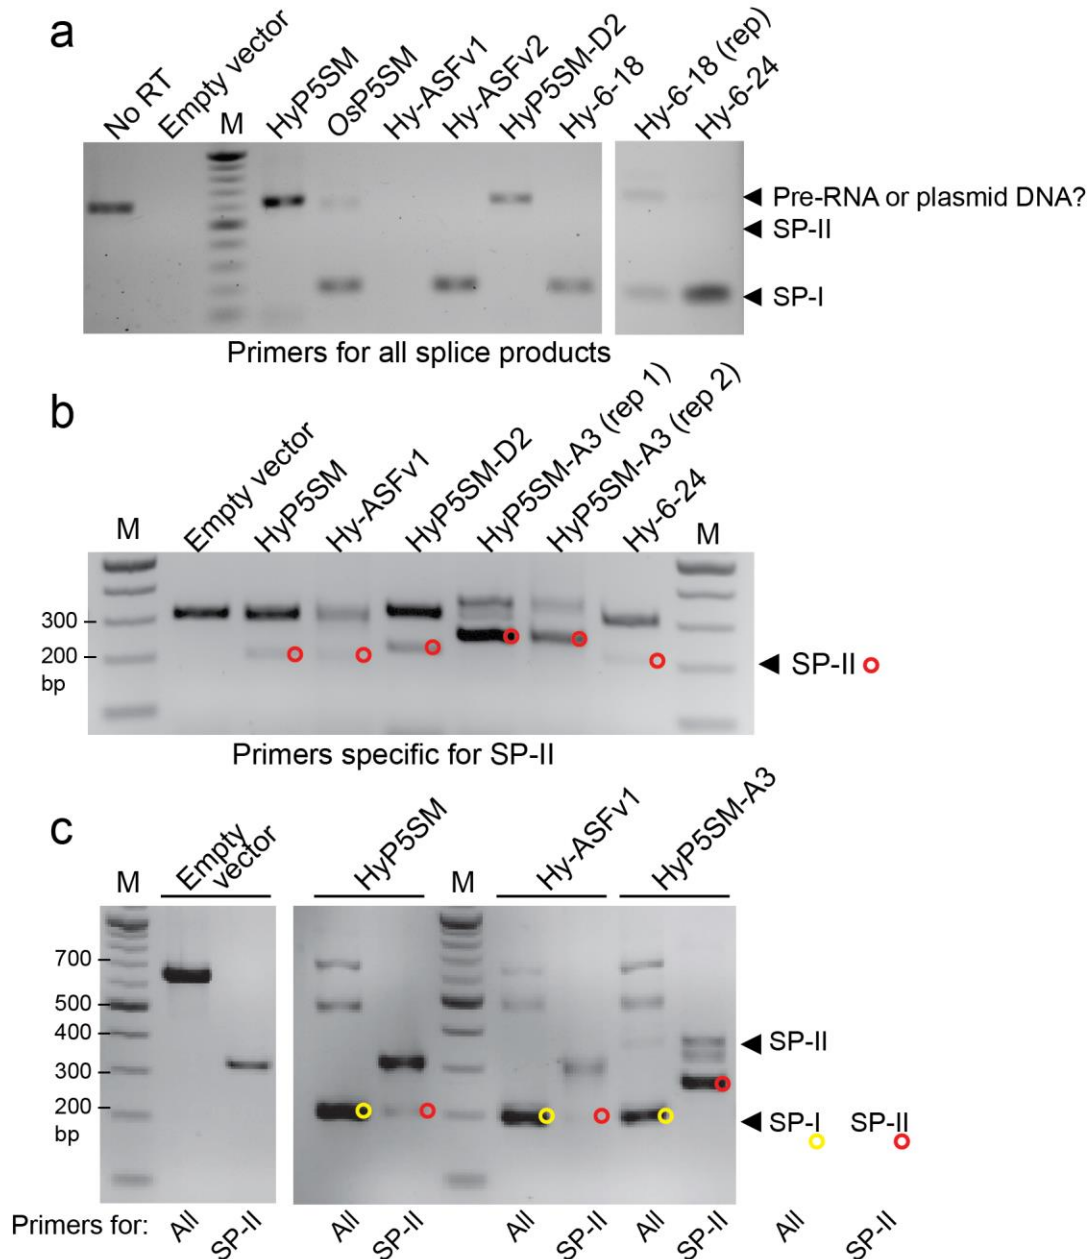 a
No RT
Empty vector
M
HyP5SM
OsP5SM
Hy-ASFv1
Hy-ASFv2
HyP5SM-D2
Hy-6-18
Hy-6-18 (rep)
Hy-6-24
Pre-RNA or plasmid DNA?
SP-II
SP-I
Primers for all splice products
b
M
Empty vector
HyP5SM
Hy-ASFv1
HyP5SM-D2
HyP5SM-A3 (rep 1)
HyP5SM-A3 (rep 2)
Hy-6-24
M
300
200
bp
SP-II
Primers specific for SP-II
c
M
Empty
vector
HyP5SM
M
Hy-ASFv1
HyP5SM-A3
700
500
400
300
200
bp
SP-II
SP-I SP-II
Primers for: All SP-II All SP-II All SP-II All SP-II All SP-II